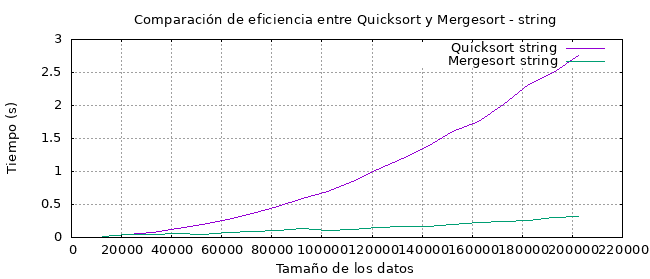 Comparación de eficiencia entre Quicksort y Mergesort - string
Quicksort string
Mergesort string
Tiempo (s)
3
2.5
2
1.5
1
0.5
0
0 20000 40000 60000 80000 100000 120000 140000 160000 180000 200000 220000
Tamaño de los datos